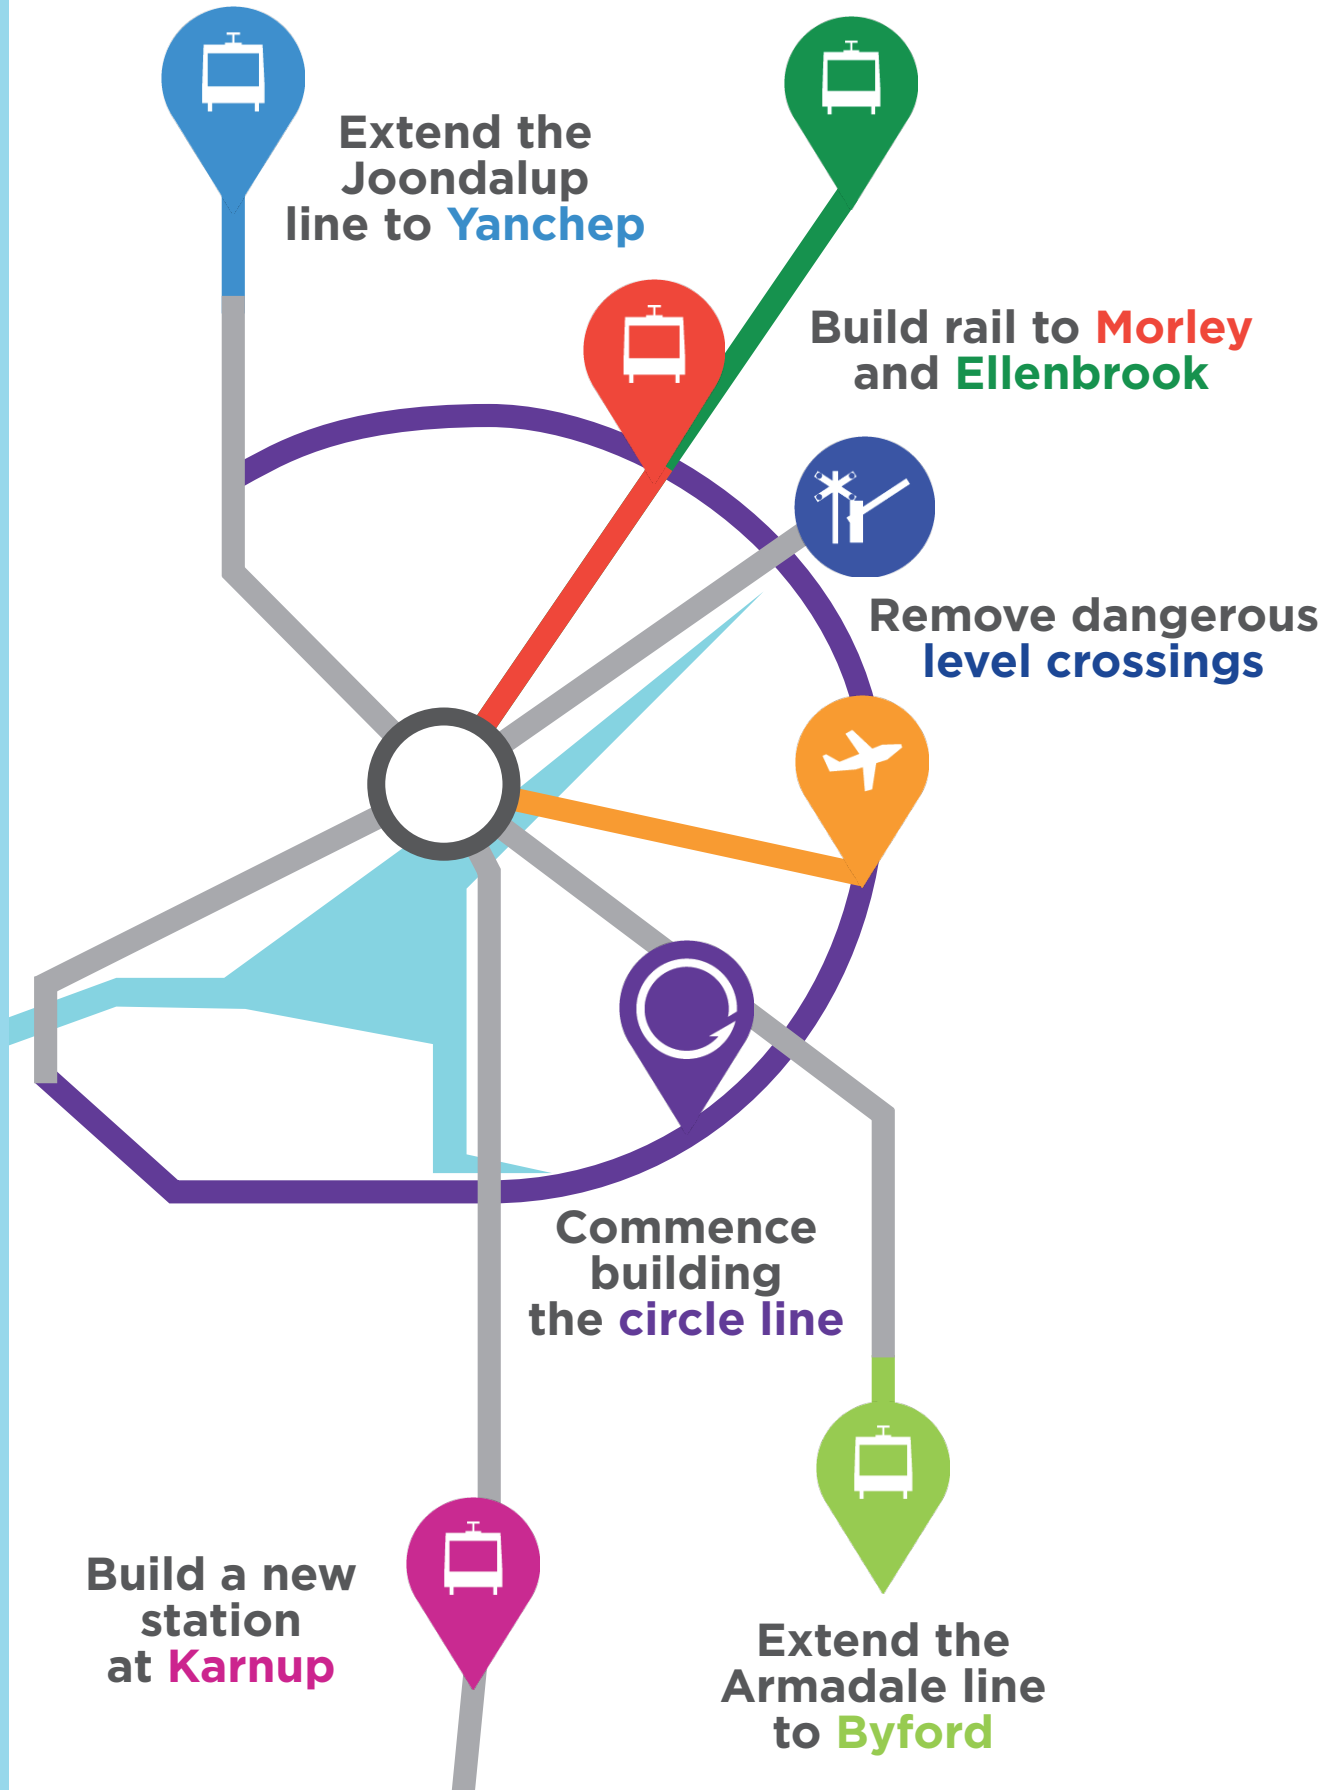 Extend the
Joondalup
line to Yanchep
Build rail to Morley
and Ellenbrook
Remove dangerous
level crossings
Commence
building
the circle line
Build a new
station
at Karnup
Extend the
Armadale line
to Byford